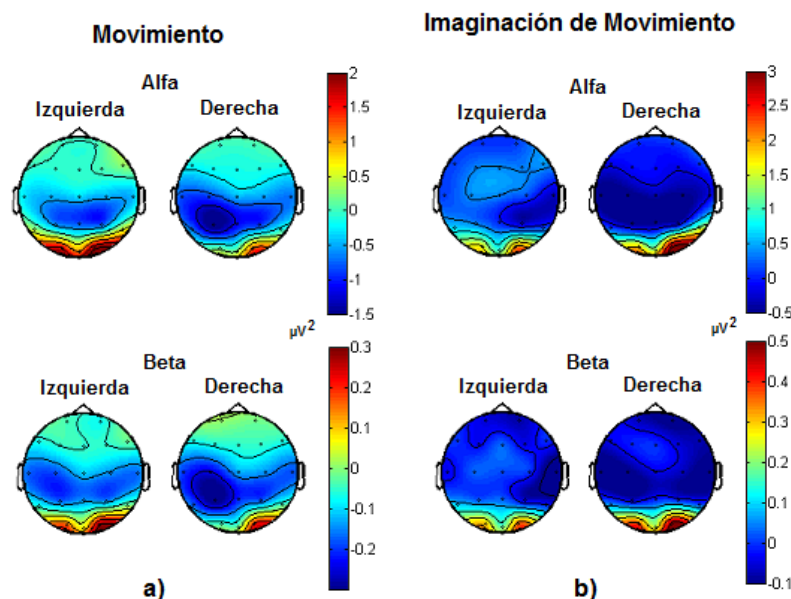 Movimiento
Alfa
Izquierda Derecha
2
1.5
1
0.5
0
-0.5
-1
-1.5
µV²
Beta
Izquierda Derecha
0.3
0.2
0.1
0
-0.1
-0.2
a)
Imaginación de Movimiento
Alfa
Izquierda Derecha
3
2.5
2
1.5
1
0.5
0
-0.5
µV²
Beta
Izquierda Derecha
0.5
0.4
0.3
0.2
0.1
0
-0.1
b)